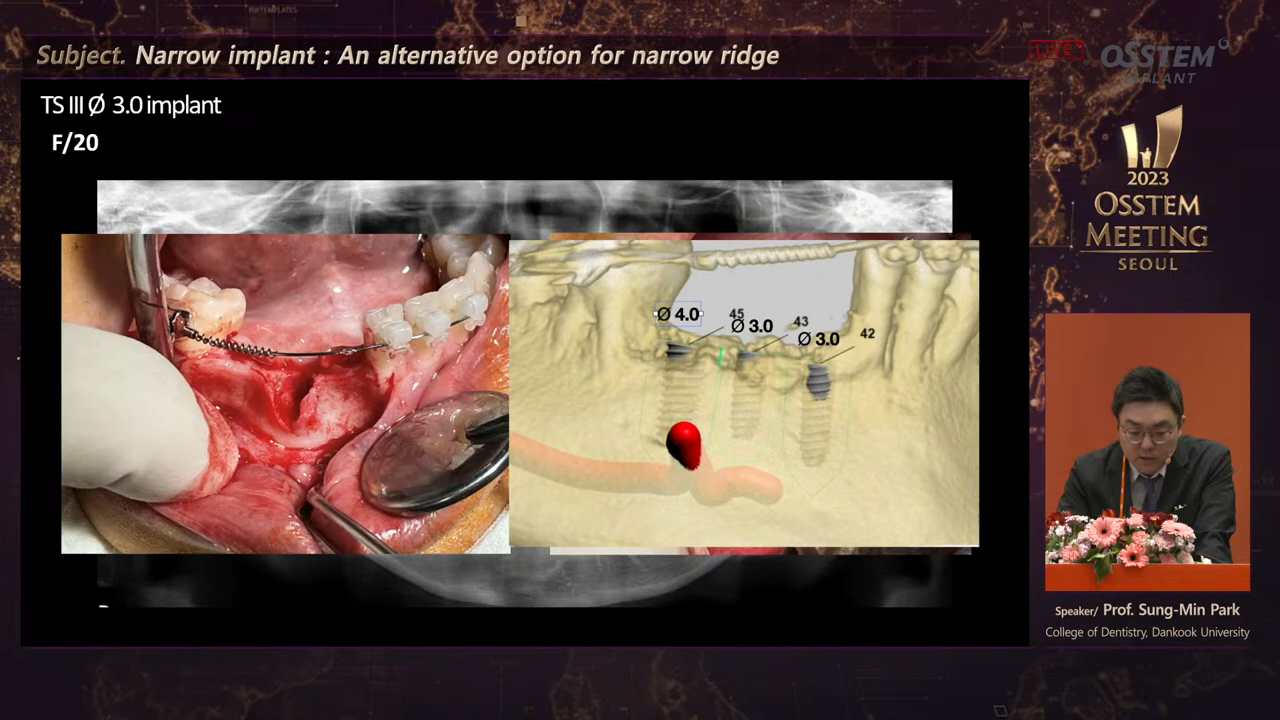 RWTEMPLATES
Subject. Narrow implant : An alternative option for narrow ridge
LIVE
OSSTEM
IMPLANT
TS III Ø 3.0 implant
F/20
2023
OSSTEM
MEETING
SEOUL
Ø 4.0
45
Ø 3.0
43
Ø 3.0
42
Speaker/ Prof. Sung-Min Park
College of Dentistry, Dankook University